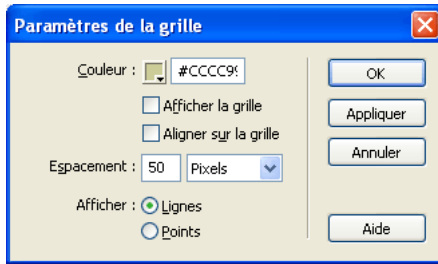 Paramètres de la grille
Couleur : #CCCC9
OK
Afficher la grille
Appliquer
Aligner sur la grille
Annuler
Espacement : 50 Pixels
Afficher : Lignes
Points
Aide